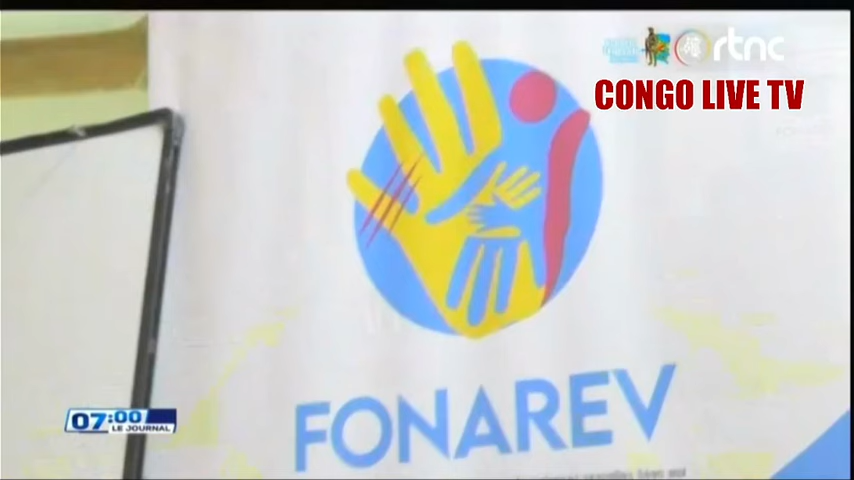 rtnc
CONGO LIVE TV
FONAREV
07:00
LE JOURNAL